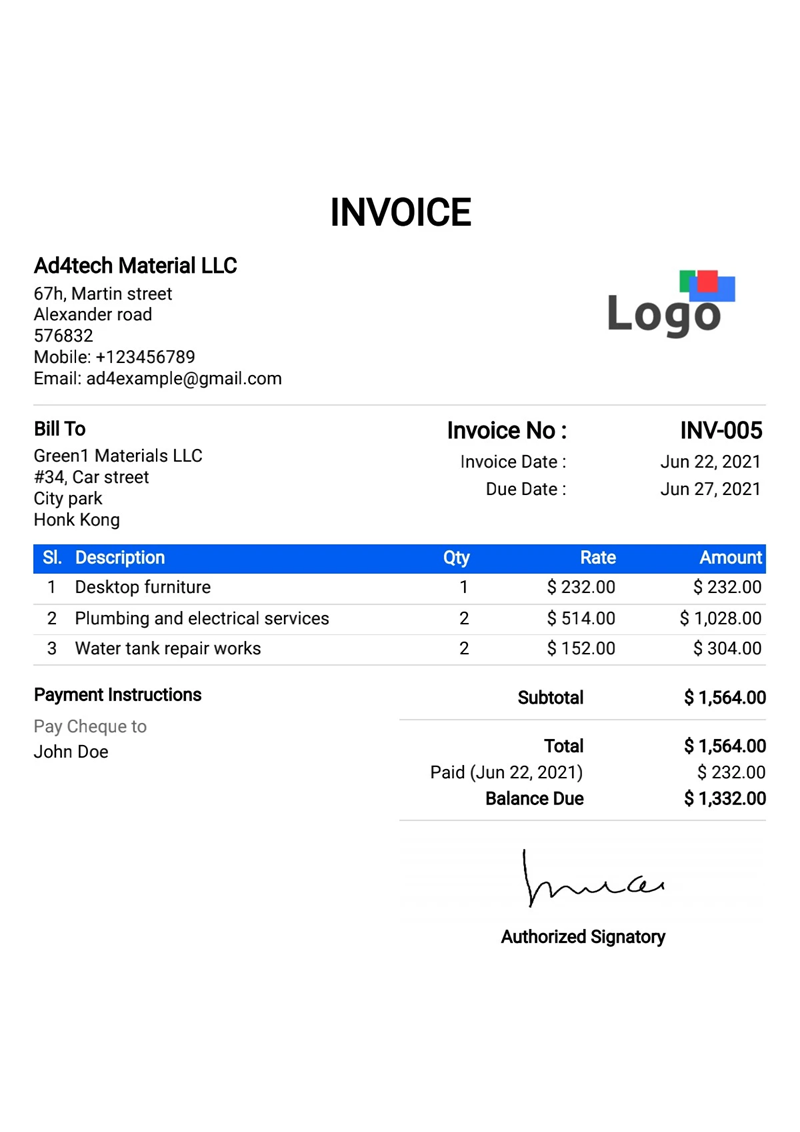 INVOICE
Ad4tech Material LLC
67h, Martin street
Alexander road
576832
Mobile: +123456789
Email: ad4example@gmail.com
Logo
Bill To
Green1 Materials LLC
#34, Car street
City park
Honk Kong
Invoice No : INV-005
Invoice Date : Jun 22, 2021
Due Date : Jun 27, 2021
Sl. Description Qty Rate Amount
1 Desktop furniture 1 $ 232.00 $ 232.00
2 Plumbing and electrical services 2 $ 514.00 $ 1,028.00
3 Water tank repair works 2 $ 152.00 $ 304.00
Payment Instructions
Pay Cheque to
John Doe
Subtotal $ 1,564.00
Total $ 1,564.00
Paid (Jun 22, 2021) $ 232.00
Balance Due $ 1,332.00
Authorized Signatory